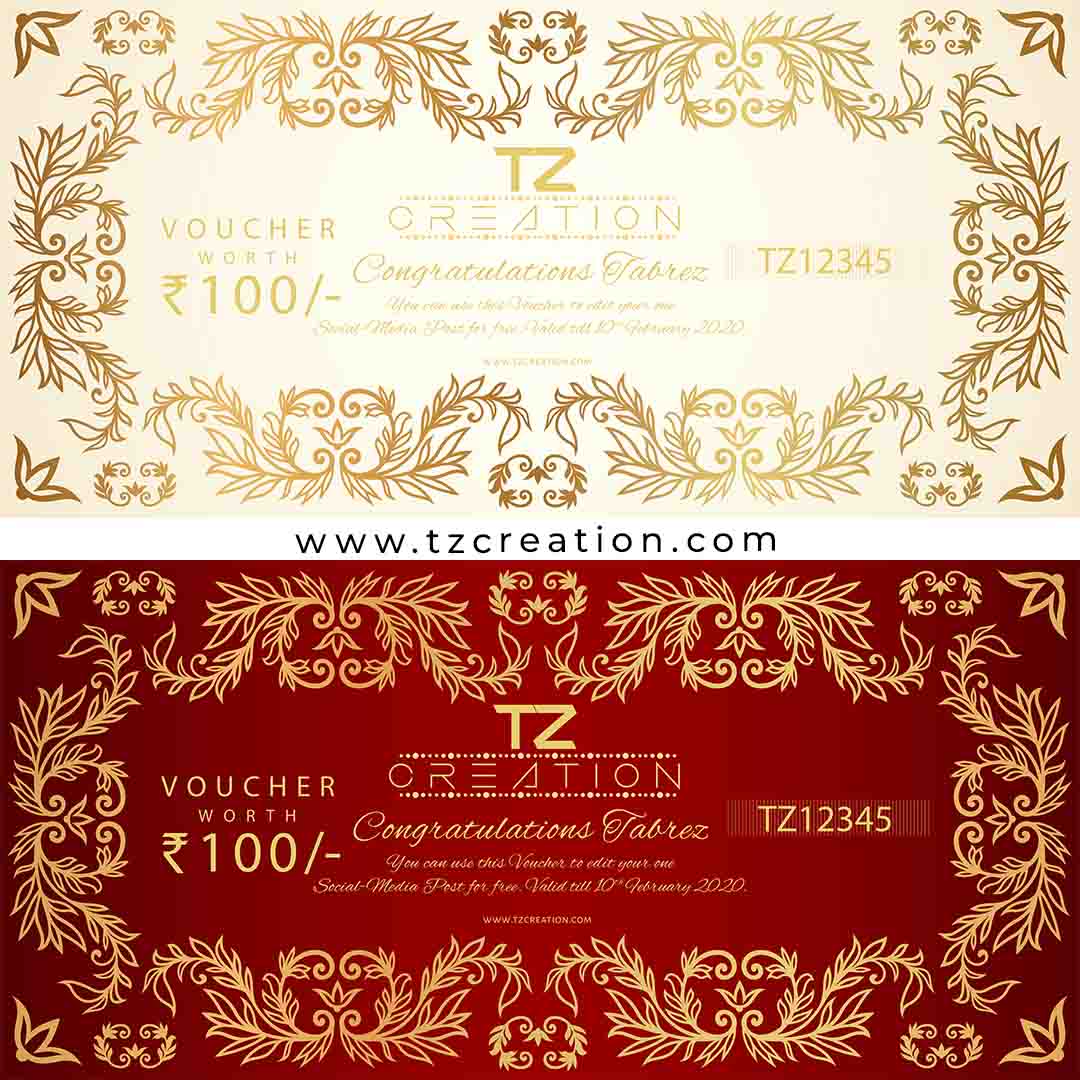 TZ
CREATION
VOUCHER
WORTH
₹100/-
Congratulations Tabrez
TZ12345
You can use this Voucher to edit your one
Social-Media Post for free. Valid till 10th February 2020.
WWW.TZCREATION.COM
www.tzcreation.com
TZ
CREATION
VOUCHER
WORTH
₹100/-
Congratulations Tabrez
TZ12345
You can use this Voucher to edit your one
Social-Media Post for free. Valid till 10th February 2020.
WWW.TZCREATION.COM